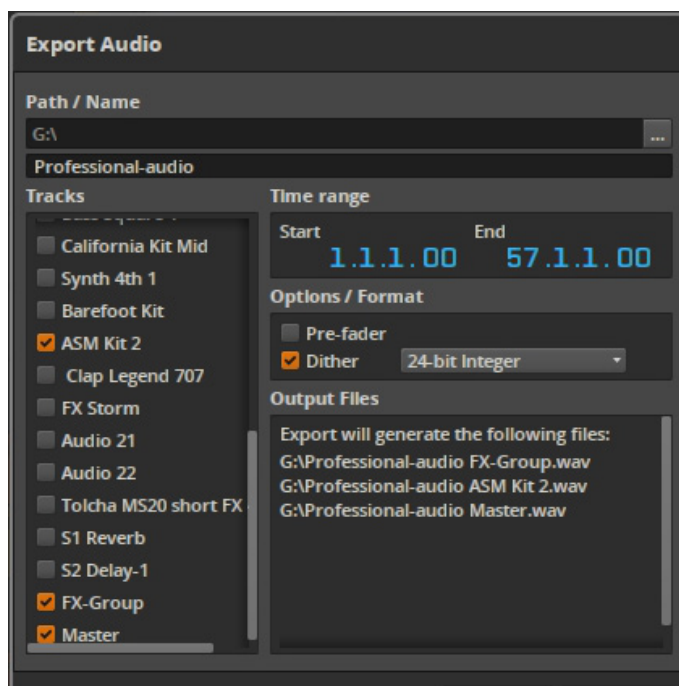 Export Audio
Path / Name
G:\
...
Professional-audio
Tracks
California Kit Mid
Synth 4th 1
Barefoot Kit
ASM Kit 2
Clap Legend 707
FX Storm
Audio 21
Audio 22
Tolcha MS20 short FX
S1 Reverb
S2 Delay-1
FX-Group
Master
Time range
Start End
1.1.1.00 57.1.1.00
Options / Format
Pre-fader
Dither 24-bit Integer
Output Files
Export will generate the following files:
G:\Professional-audio FX-Group.wav
G:\Professional-audio ASM Kit 2.wav
G:\Professional-audio Master.wav